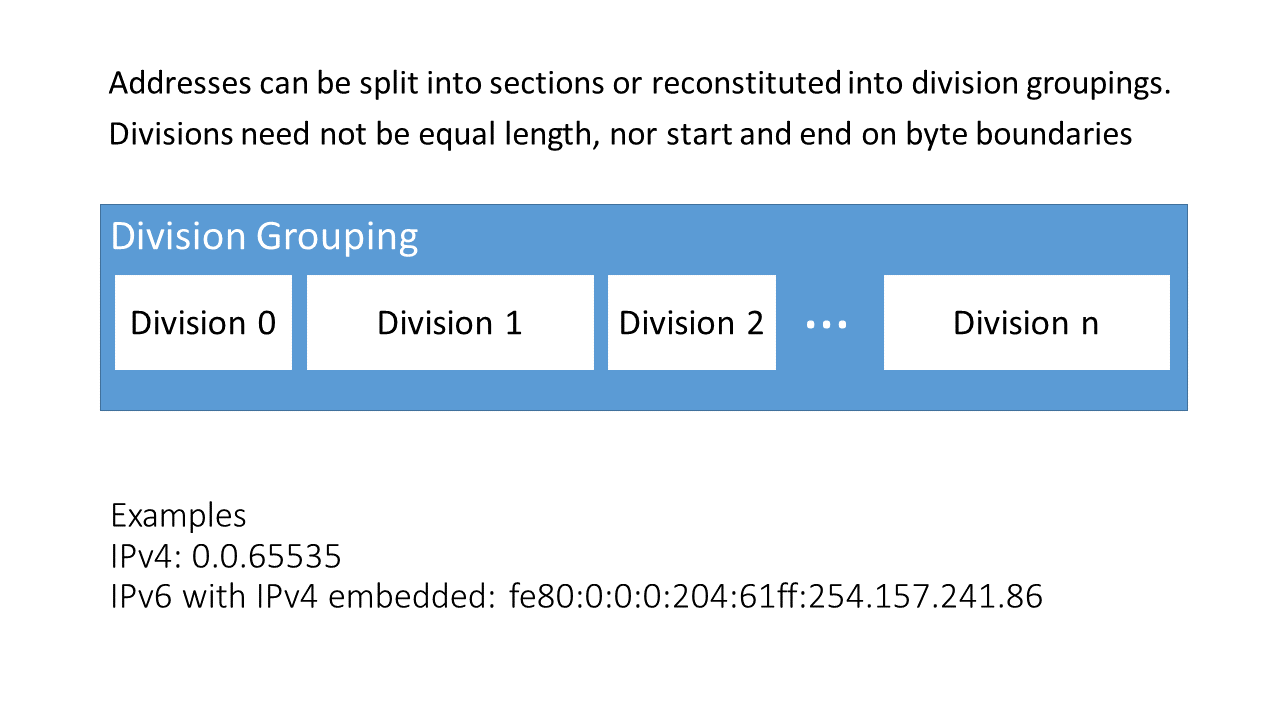 Addresses can be split into sections or reconstituted into division groupings.
Divisions need not be equal length, nor start and end on byte boundaries
Division Grouping
Division 0 Division 1 Division 2 ... Division n
Examples
IPv4: 0.0.65535
IPv6 with IPv4 embedded: fe80:0:0:0:204:61ff:254.157.241.86